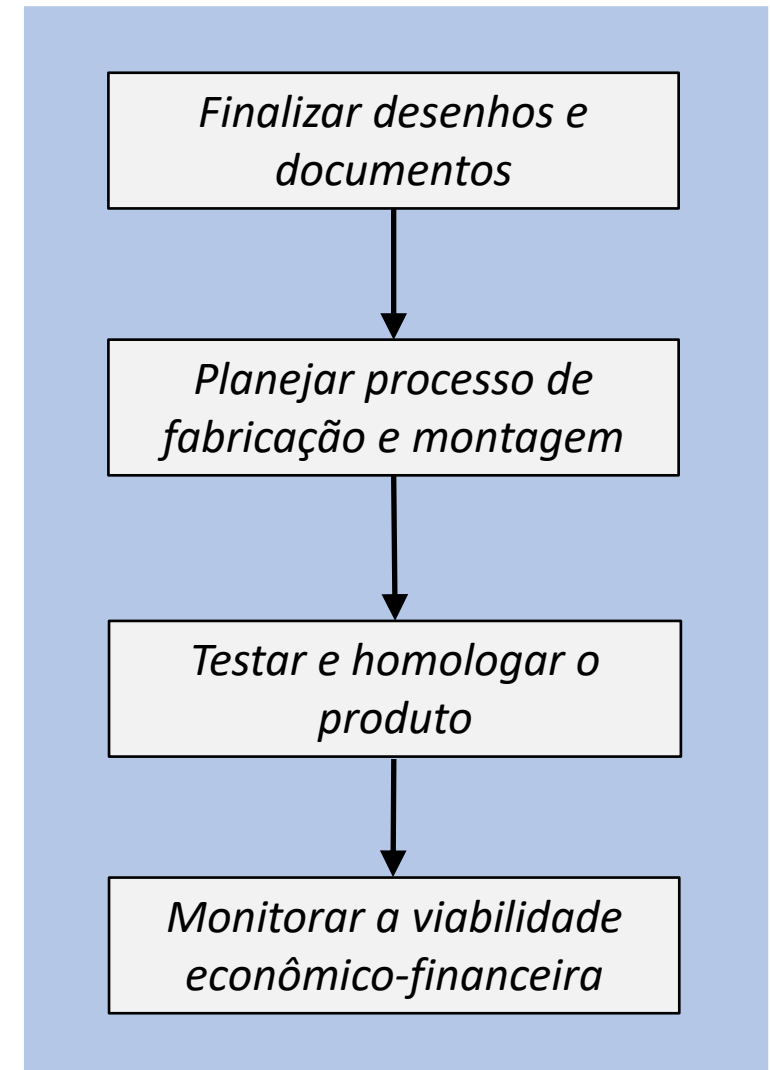 Finalizar desenhos e
documentos
Planejar processo de
fabricação e montagem
Testar e homologar o
produto
Monitorar a viabilidade
econômico-financeira